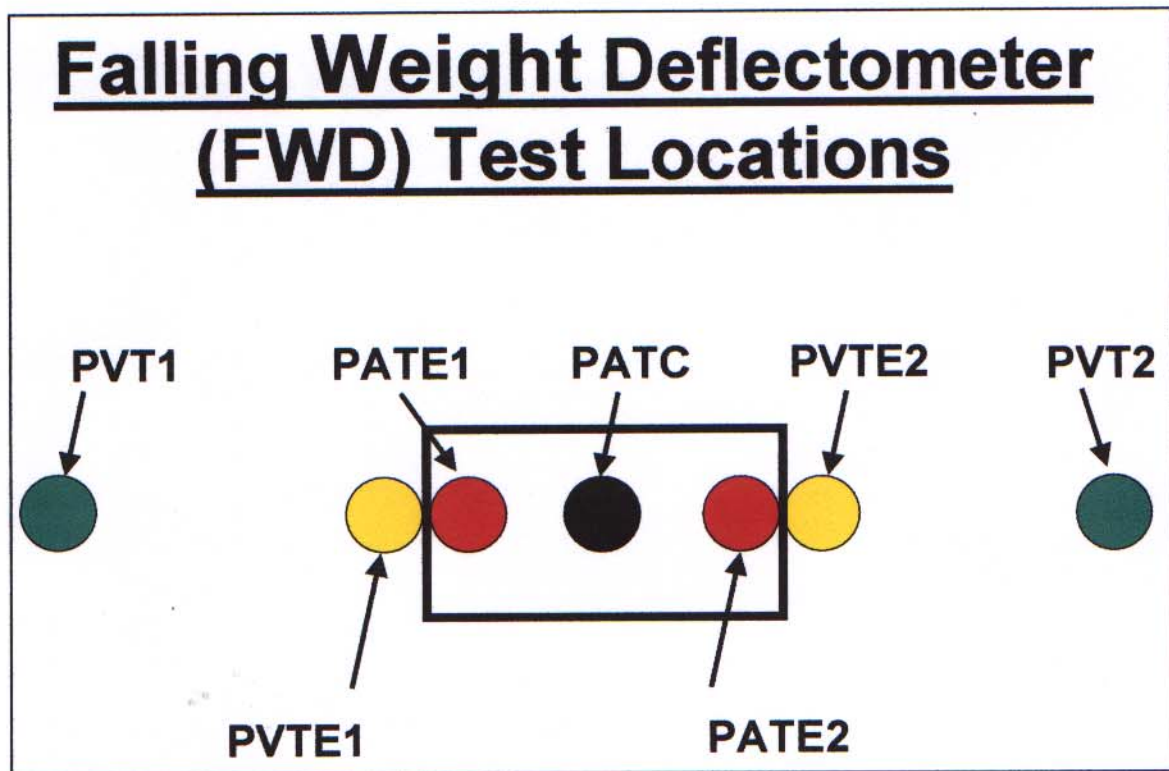 Falling Weight Deflectometer
(FWD) Test Locations
PVT1 PATE1 PATC PVTE2 PVT2
PVTE1 PATE2